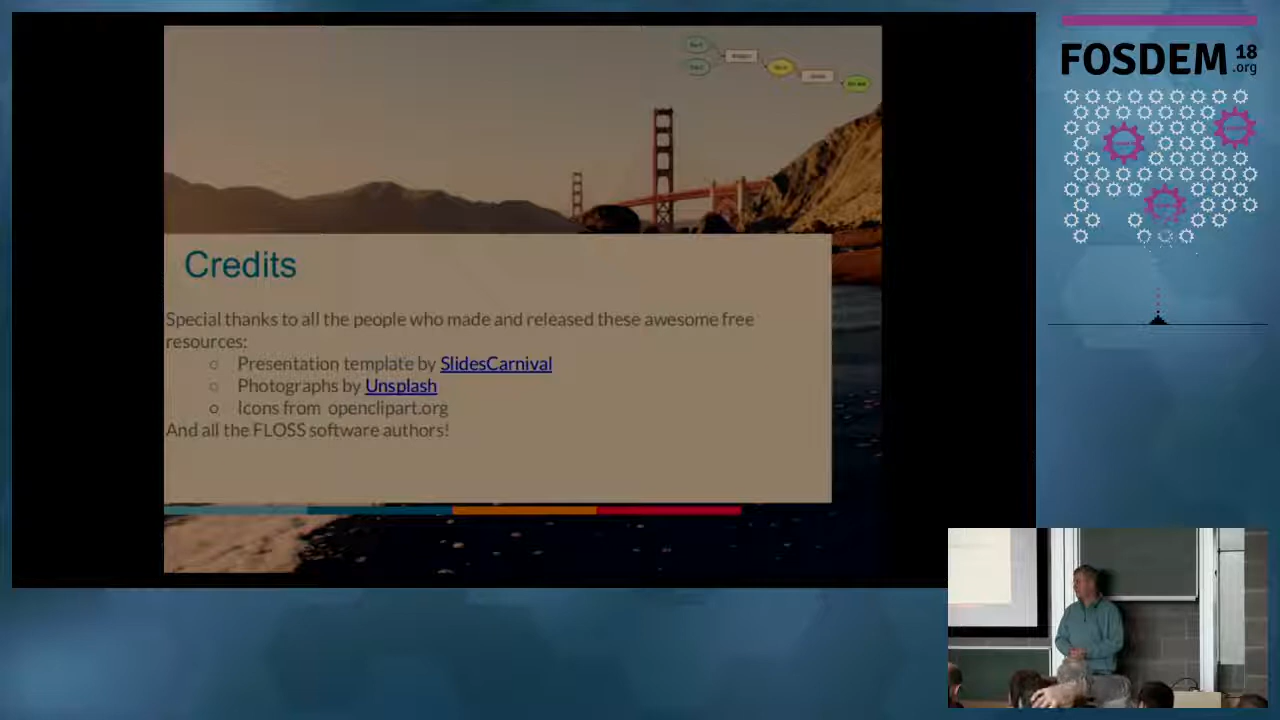 FOSDEM 18
.org
Credits
Special thanks to all the people who made and released these awesome free
resources:
○ Presentation template by SlidesCarnival
○ Photographs by Unsplash
○ Icons from openclipart.org
And all the FLOSS software authors!